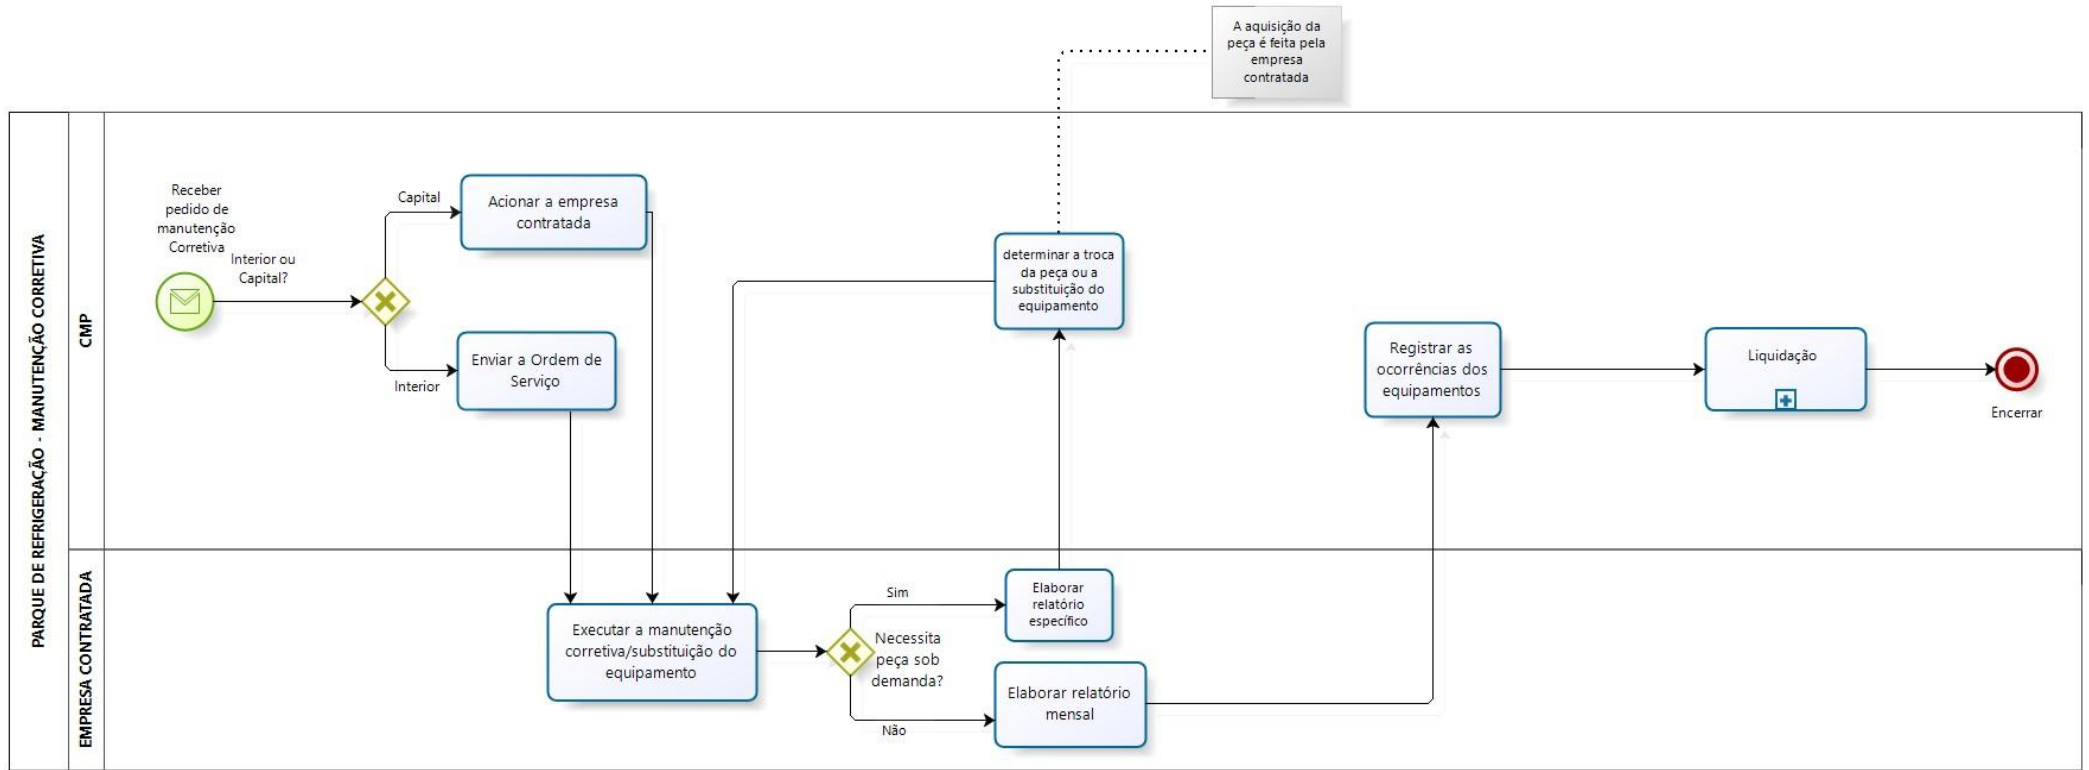 A aquisição da
peça é feita pela
empresa
contratada
PARQUE DE REFRIGERAÇÃO - MANUTENÇÃO CORRETIVA
CMP
Receber
pedido de
manutenção
Corretiva
Interior ou
Capital?
Capital
Acionar a empresa
contratada
Interior
Enviar a Ordem de
Serviço
determinar a troca
da peça ou a
substituição do
equipamento
Registrar as
ocorrências dos
equipamentos
Liquidação
Encerrar
EMPRESA CONTRATADA
Executar a manutenção
corretiva/substituição do
equipamento
Necessita
peça sob
demanda?
Sim
Elaborar
relatório
específico
Não
Elaborar relatório
mensal